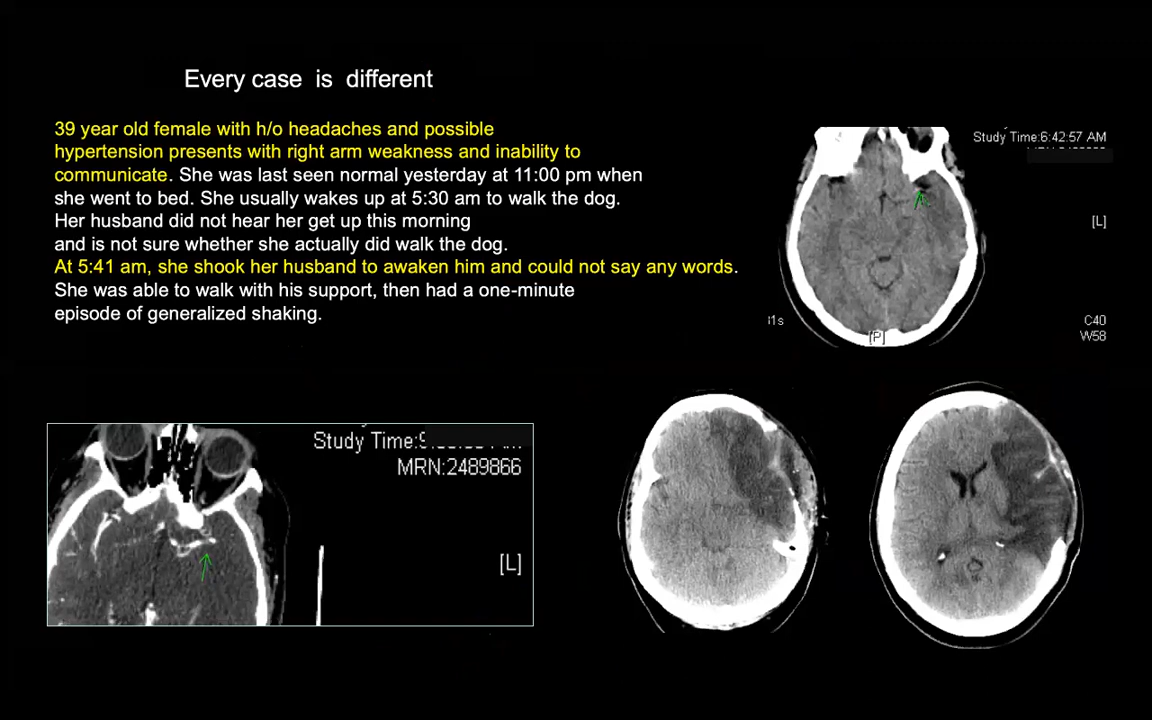 Every case is different
39 year old female with h/o headaches and possible
hypertension presents with right arm weakness and inability to
communicate. She was last seen normal yesterday at 11:00 pm when
she went to bed. She usually wakes up at 5:30 am to walk the dog.
Her husband did not hear her get up this morning
and is not sure whether she actually did walk the dog.
At 5:41 am, she shook her husband to awaken him and could not say any words.
She was able to walk with his support, then had a one-minute
episode of generalized shaking.
Study Time:6:42:57 AM
[L]
i1s
C40
[P]
W58
Study Time:
MRN:2489866
[L]